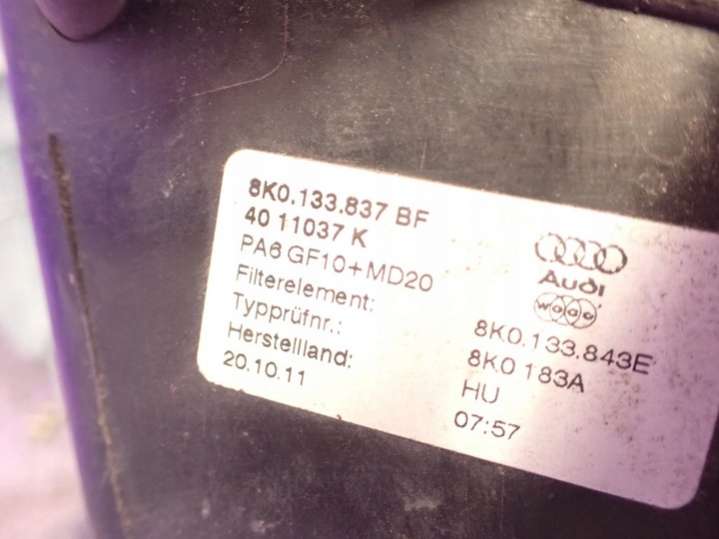 8K0.133.837 BF
40 11037 K
PA6 GF10+MD20
Audi
woco
Filterelement: 8K0.133.843E
Typprüfnr.: 8K0 183A
Herstellland: HU
20.10.11 07:57